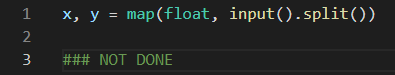 1 x, y = map(float, input().split())
2
3 ### NOT DONE